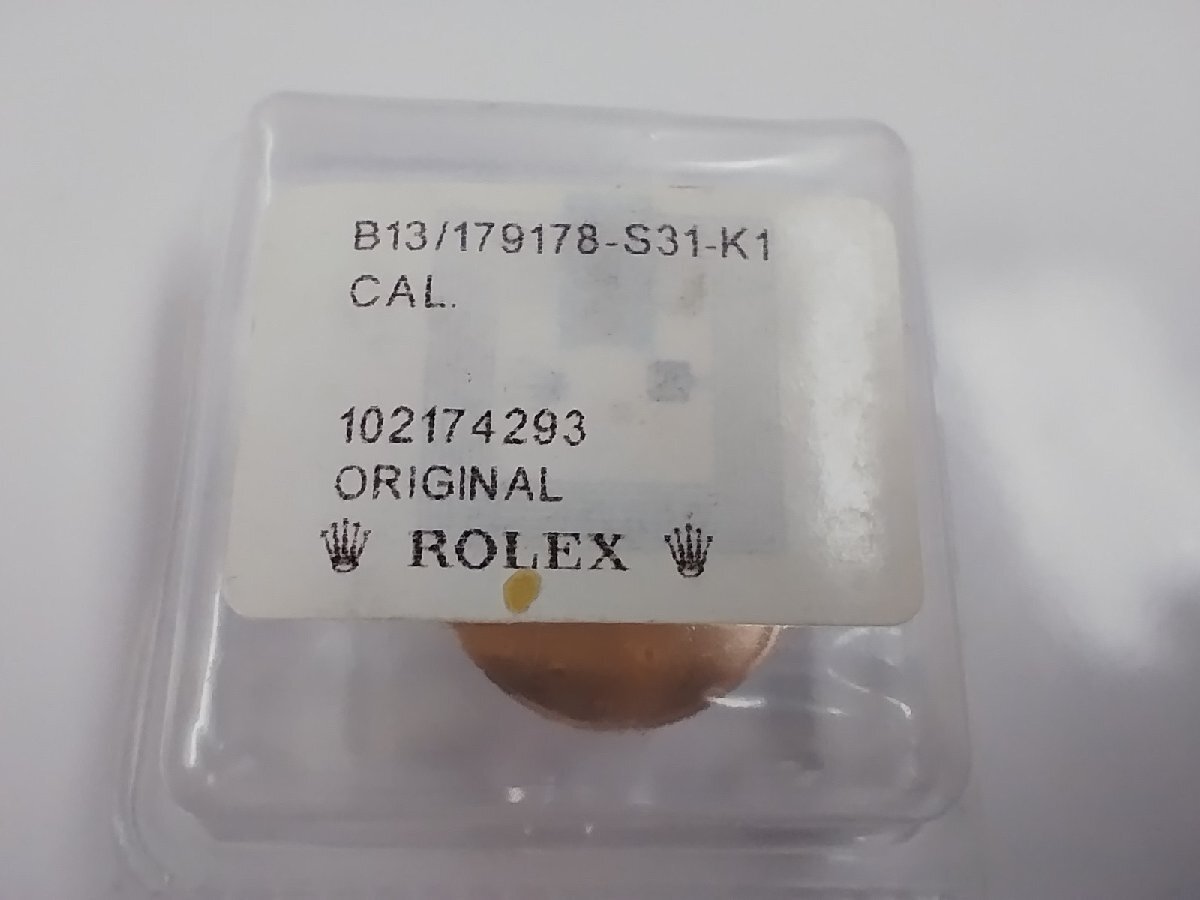 B13/179178-S31-K1
CAL.
102174293
ORIGINAL
ROLEX